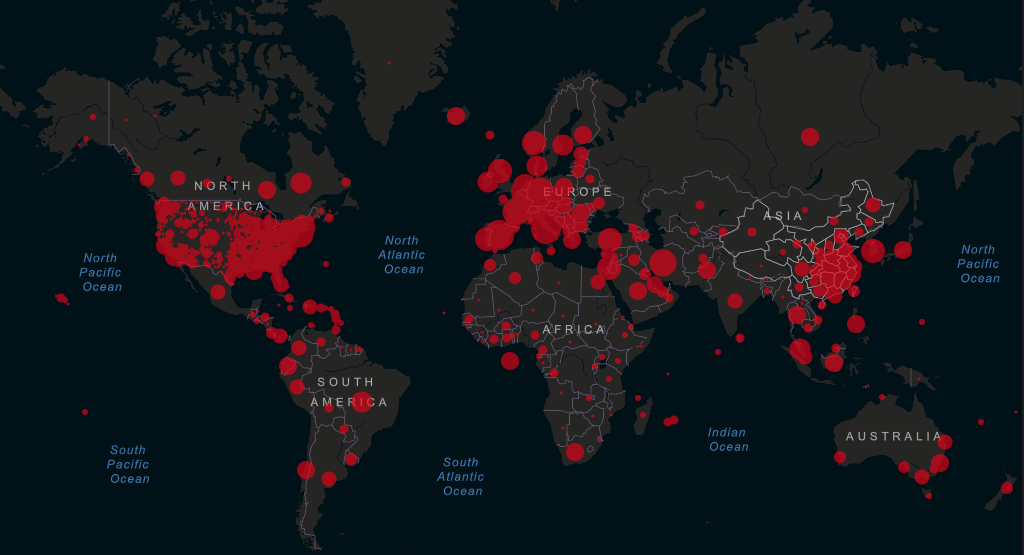 NORTH
AMERICA
EUROPE
ASIA
North
Pacific
Ocean
North
Atlantic
Ocean
North
Pacific
Ocean
AFRICA
SOUTH
AMERICA
AUSTRALIA
South
Pacific
Ocean
South
Atlantic
Ocean
Indian
Ocean